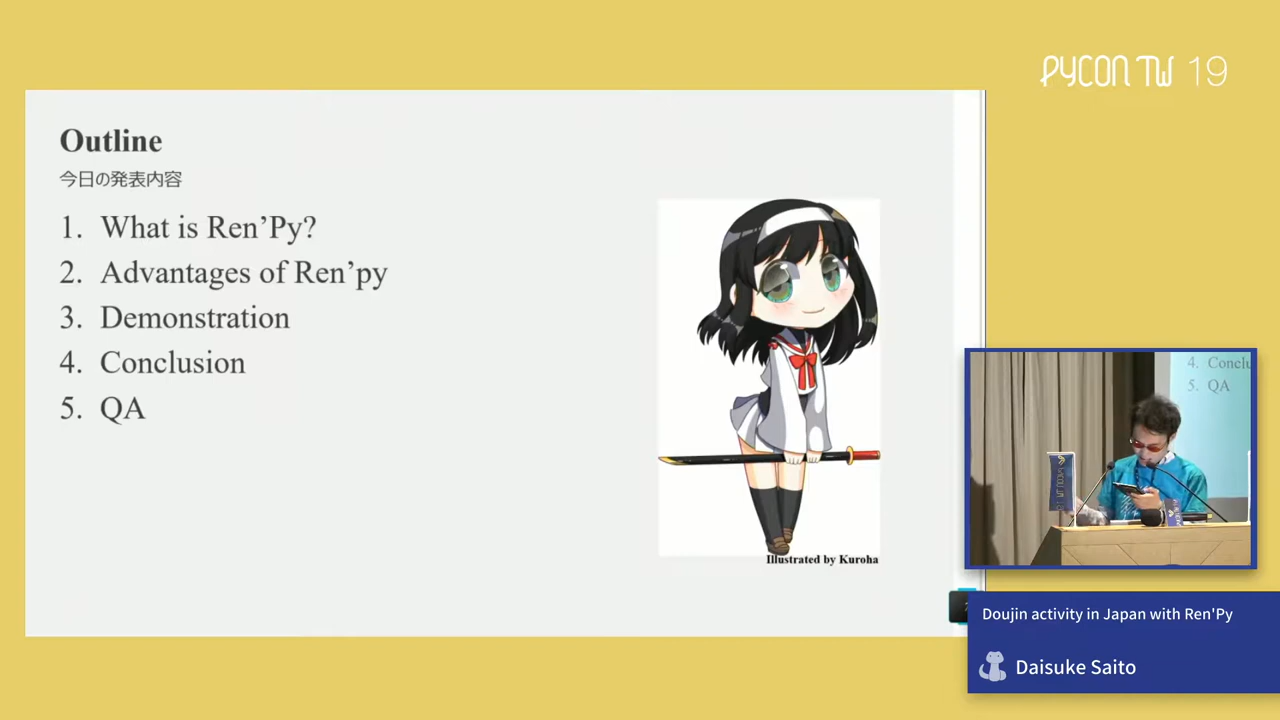 PYCON TW 19
Outline
今日の発表内容
1. What is Ren’Py?
2. Advantages of Ren’py
3. Demonstration
4. Conclusion
5. QA
Illustrated by Kuroha
4. Conclu
5. QA
Doujin activity in Japan with Ren'Py
Daisuke Saito